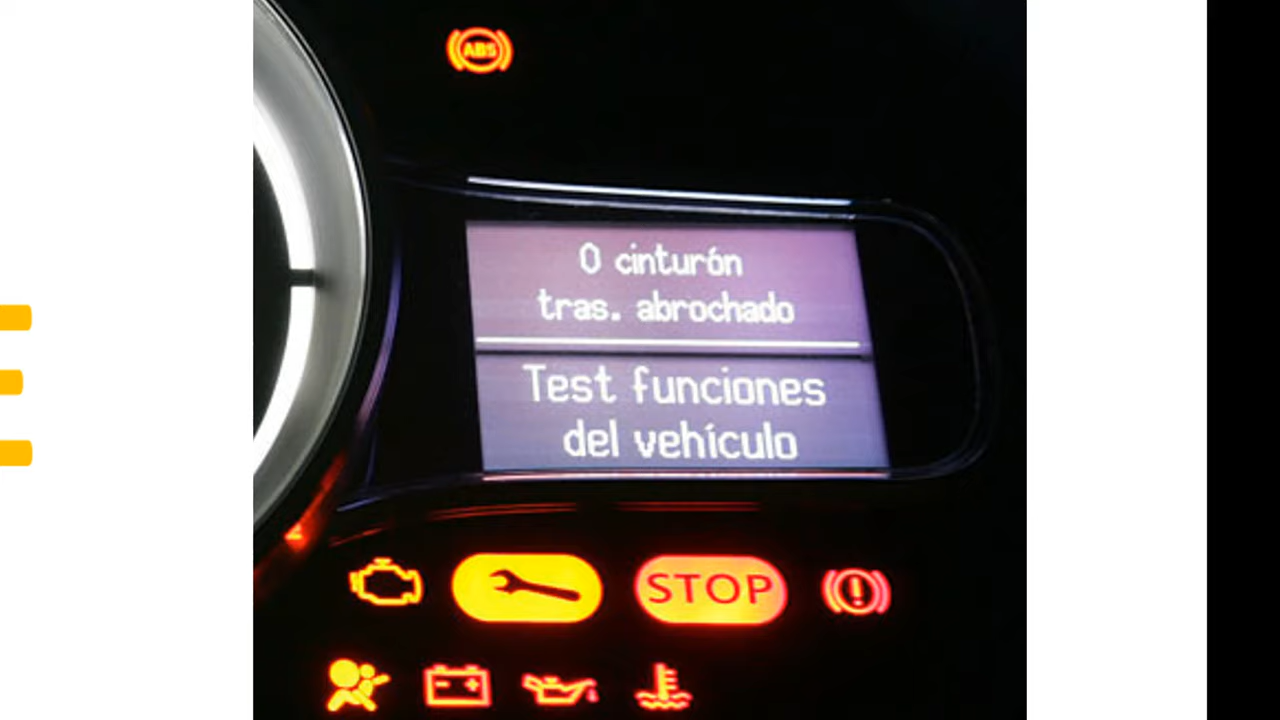 ABS
0 cinturón
tras. abrochado
Test funciones
del vehículo
STOP